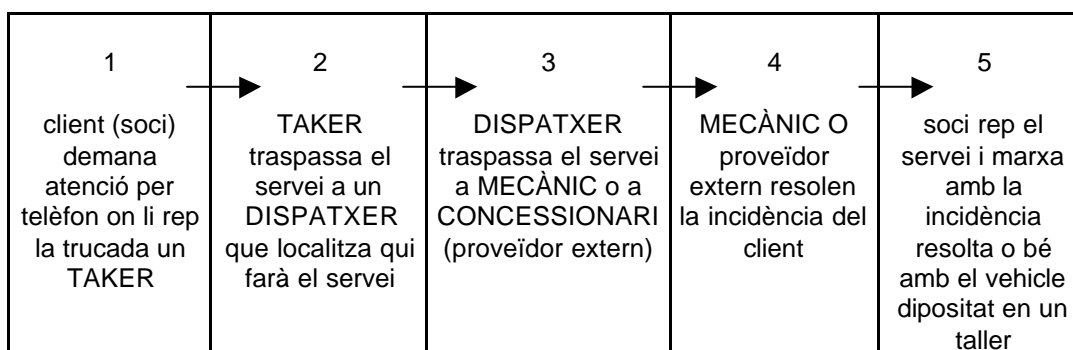 1
client (soci)
demana
atenció per
telèfon on li rep
la trucada un
TAKER
2
TAKER
traspassa el
servei a un
DISPATXER
que localitza qui
farà el servei
3
DISPATXER
traspassa el servei
a MECÀNIC o a
CONCESSIONARI
(proveïdor extern)
4
MECÀNIC O
proveïdor
extern resolen
la incidència del
client
5
soci rep el
servei i marxa
amb la
incidència
resolta o bé
amb el vehicle
dipositat en un
taller